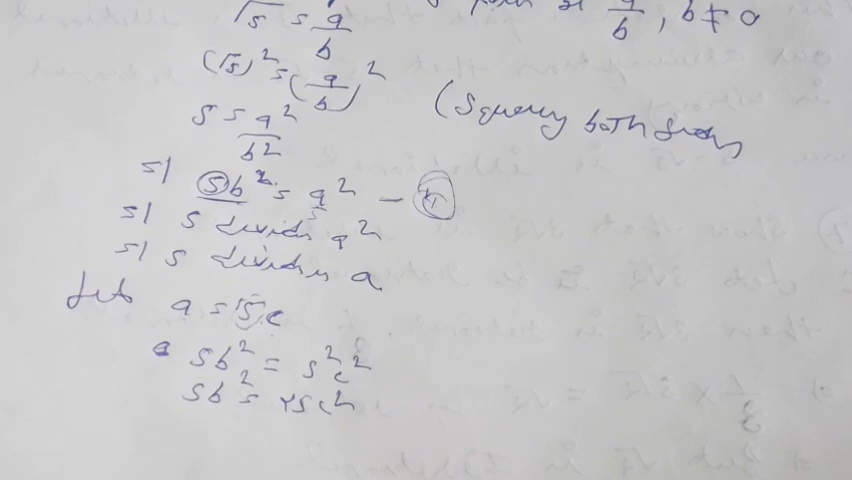 √5 = a/b
form of a/b, b ≠ 0
(√5)² = (a/b)²
5 = a²/b² (Squaring both sides
=) 5b² = a² —
=) 5 divides a²
=) 5 divides a
Let a = 5c
5b² = 5²c²
5b² = 25c²